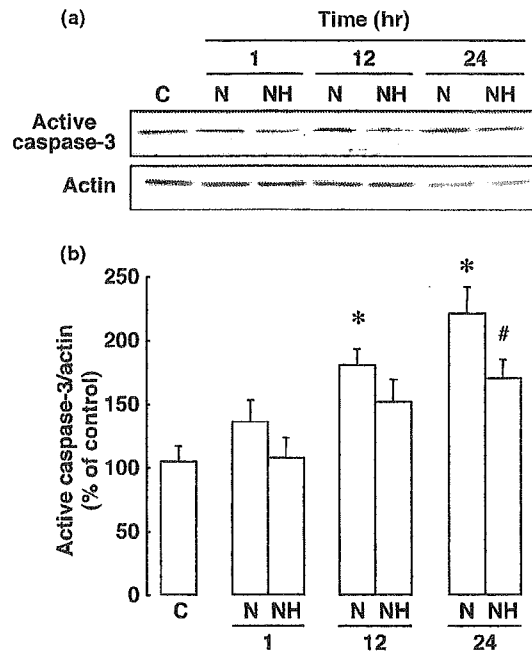 (a)
Time (hr)
1 12 24
C N NH N NH N NH
Active
caspase-3
Actin
(b)
Active caspase-3/actin
(% of control)
250
200
150
100
50
0
*
*
#
C N NH N NH N NH
1 12 24